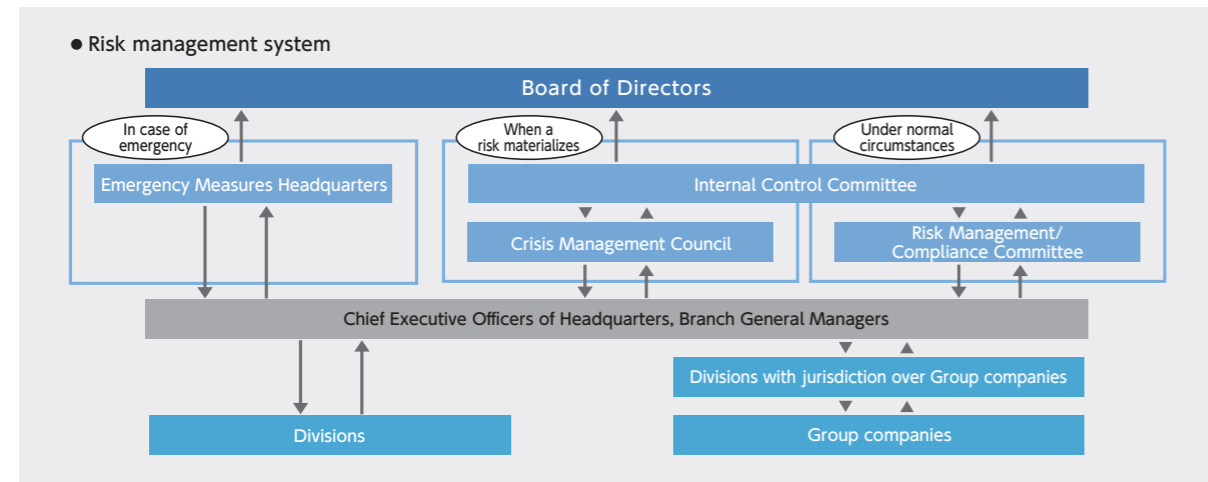 ● Risk management system
Board of Directors
In case of
emergency
When a
risk materializes
Under normal
circumstances
Emergency Measures Headquarters
Internal Control Committee
Crisis Management Council
Risk Management/
Compliance Committee
Chief Executive Officers of Headquarters, Branch General Managers
Divisions with jurisdiction over Group companies
Divisions
Group companies